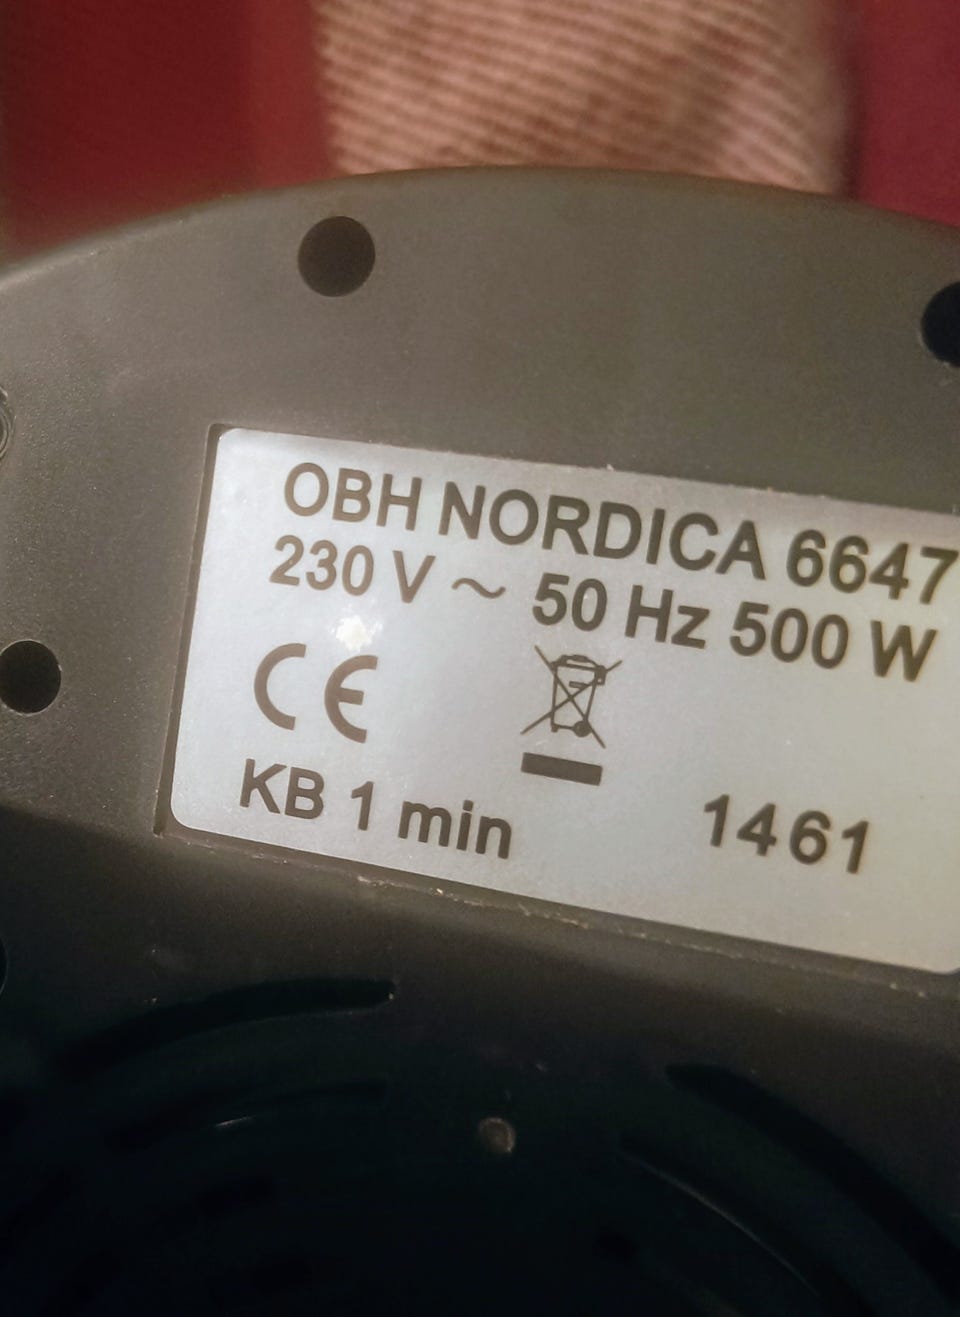 OBH NORDICA 6647
230 V ~ 50 Hz 500 W
CE
KB 1 min 1461